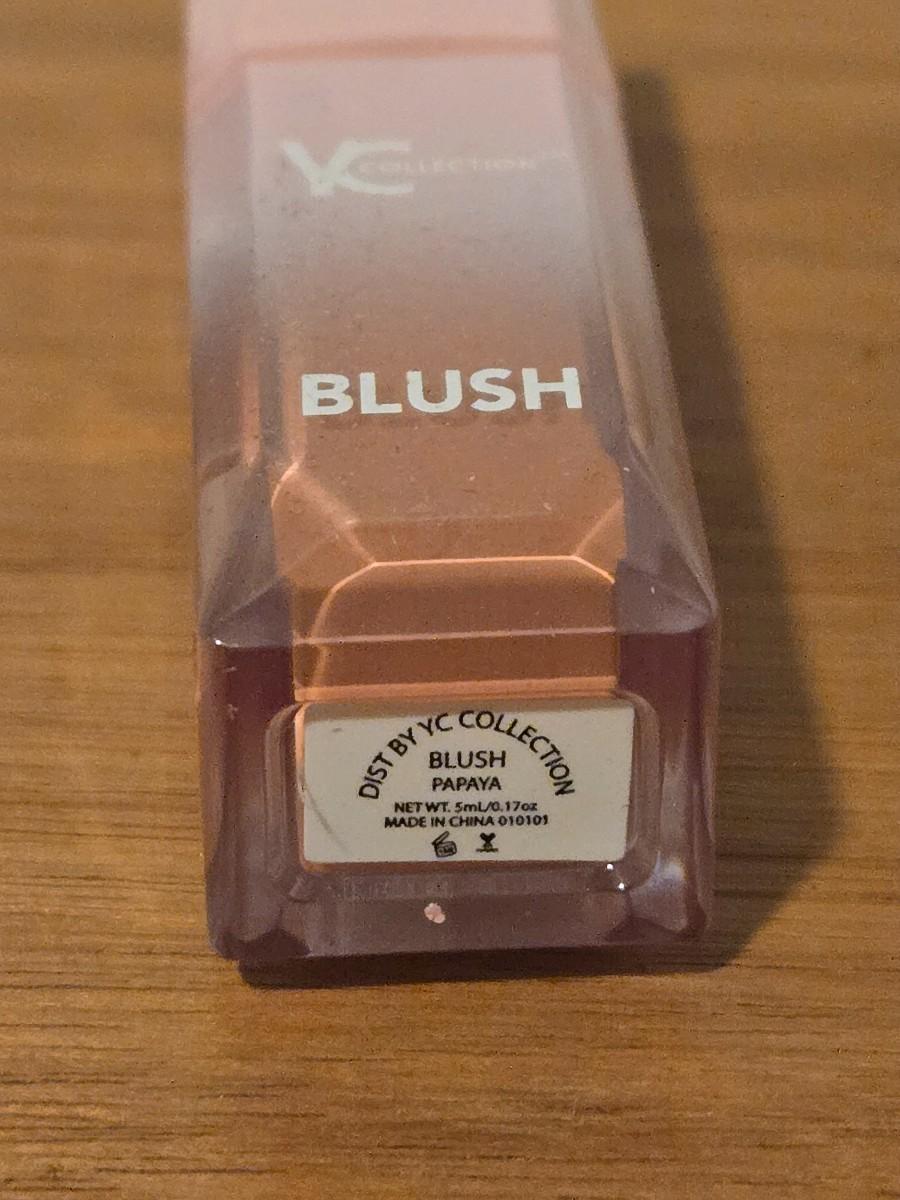 YC COLLECTION
BLUSH
DIST BY YC COLLECTION
BLUSH
PAPAYA
NET WT. 5mL/0.17oz
MADE IN CHINA 010101